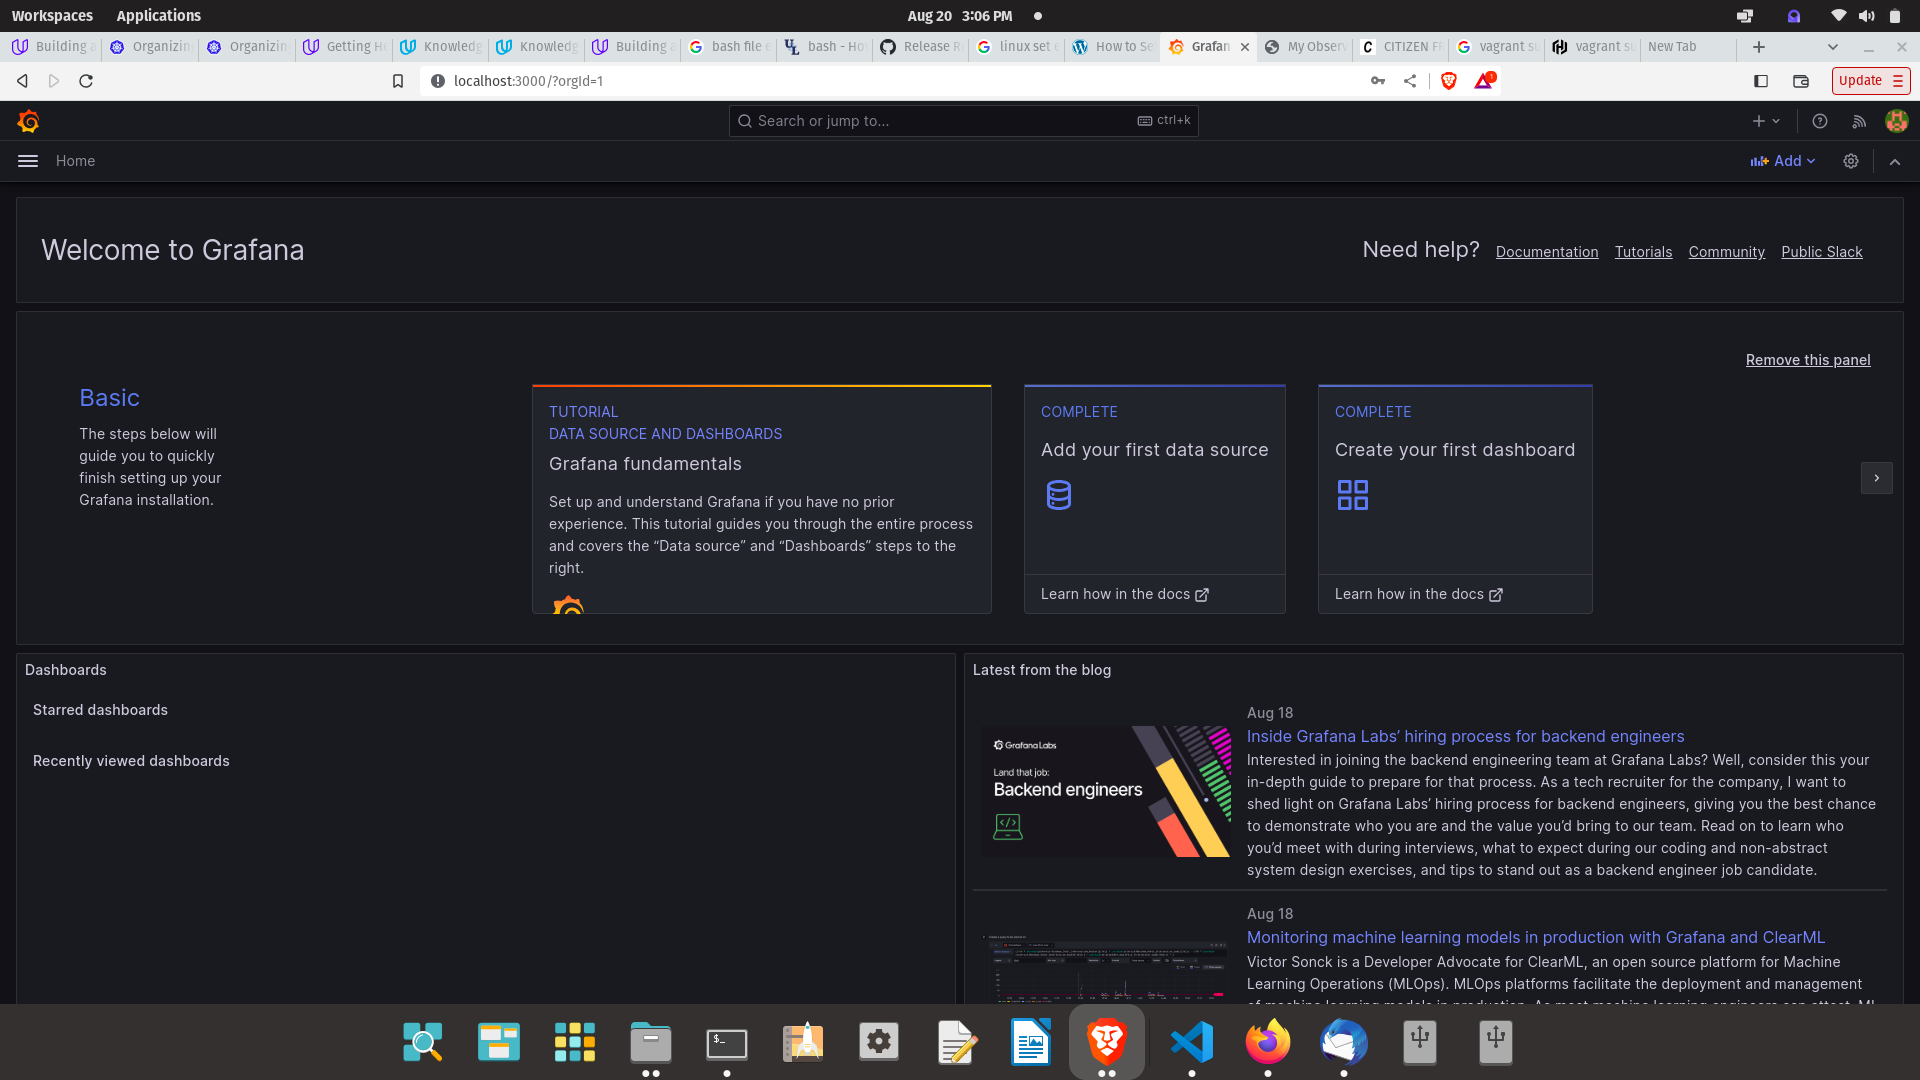 Workspaces Applications Aug 20 3:06 PM
Building Organizin Organizin Getting H Knowledg Knowledg Building bash file bash - Ho Release R linux set How to Se Grafan My Observ CITIZEN FR vagrant su vagrant su New Tab
localhost:3000/?orgId=1 1 Update
Search or jump to... ctrl+k
Home Add
Welcome to Grafana
Need help? Documentation Tutorials Community Public Slack
Remove this panel
Basic
The steps below will
guide you to quickly
finish setting up your
Grafana installation.
TUTORIAL
DATA SOURCE AND DASHBOARDS
Grafana fundamentals
Set up and understand Grafana if you have no prior
experience. This tutorial guides you through the entire process
and covers the “Data source” and “Dashboards” steps to the
right.
COMPLETE
Add your first data source
Learn how in the docs
COMPLETE
Create your first dashboard
Learn how in the docs
Dashboards
Starred dashboards
Recently viewed dashboards
Latest from the blog
GrafanaLabs
Land that job:
Backend engineers
Aug 18
Inside Grafana Labs’ hiring process for backend engineers
Interested in joining the backend engineering team at Grafana Labs? Well, consider this your
in-depth guide to prepare for that process. As a tech recruiter for the company, I want to
shed light on Grafana Labs’ hiring process for backend engineers, giving you the best chance
to demonstrate who you are and the value you’d bring to our team. Read on to learn who
you’d meet with during interviews, what to expect during our coding and non-abstract
system design exercises, and tips to stand out as a backend engineer job candidate.
Aug 18
Monitoring machine learning models in production with Grafana and ClearML
Victor Sonck is a Developer Advocate for ClearML, an open source platform for Machine
Learning Operations (MLOps). MLOps platforms facilitate the deployment and management